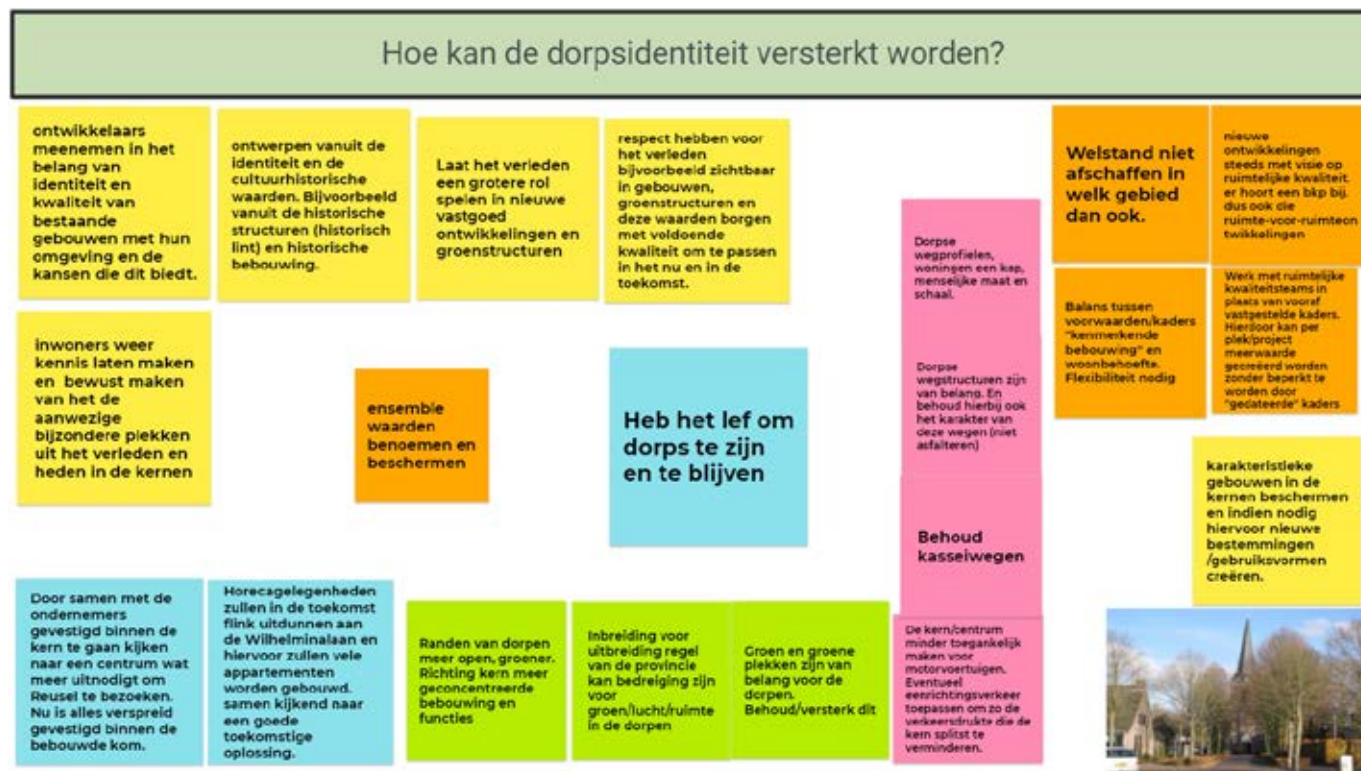 Hoe kan de dorpsidentiteit versterkt worden?
ontwikkelaars
meenemen in het
belang van
identiteit en
kwaliteit van
bestaande
gebouwen met hun
omgeving en de
kansen die dit biedt.
ontwerpen vanuit de
identiteit en de
cultuurhistorische
waarden. Bijvoorbeeld
vanuit de historische
structuren (historisch
lint) en historische
bebouwing.
Laat het verleden
een grotere rol
spelen in nieuwe
vastgoed
ontwikkelingen en
groenstructuren
respect hebben voor
het verleden
bijvoorbeeld zichtbaar
in gebouwen,
groenstructuren en
deze waarden borgen
met voldoende
kwaliteit om te passen
in het nu en in de
toekomst.
Dorpse
wegprofielen,
woningen een kap,
menselijke maat en
schaal.
Welstand niet
afschaffen in
welk gebied
dan ook.
nieuwe
ontwikkelingen
steeds met visie op
ruimtelijke kwaliteit.
er hoort een bkp bij.
dus ook die
ruimte-voor-ruimteon
twikkelingen
inwoners weer
kennis laten maken
en bewust maken
van het de
aanwezige
bijzondere plekken
uit het verleden en
heden in de kernen
ensemble
waarden
benoemen en
beschermen
Heb het lef om
dorps te zijn
en te blijven
Dorpse
wegstructuren zijn
van belang. En
behoud hierbij ook
het karakter van
deze wegen (niet
asfalteren)
Balans tussen
voorwaarden/kaders
"kenmerkende
bebouwing" en
woonbehoefte.
Flexibiliteit nodig
Werk met ruimtelijke
kwaliteitsteams in
plaats van vooraf
vastgestelde kaders.
Hierdoor kan per
plek/project
meerwaarde
gecreëerd worden
zonder beperkt te
worden door
"gedateerde" kaders
Behoud
kasseiwegen
karakteristieke
gebouwen in de
kernen beschermen
en indien nodig
hiervoor nieuwe
bestemmingen
/gebruiksvormen
creëren.
Door samen met de
ondernemers
gevestigd binnen de
kern te gaan kijken
naar een centrum wat
meer uitnodigt om
Reusel te bezoeken.
Nu is alles verspreid
gevestigd binnen de
bebouwde kom.
Horecagelegenheden
zullen in de toekomst
flink uitdunnen aan
de Wilhelminalaan en
hiervoor zullen vele
appartementen
worden gebouwd.
samen kijkend naar
een goede
toekomstige
oplossing.
Randen van dorpen
meer open, groener.
Richting kern meer
geconcentreerde
bebouwing en
functies
Inbreiding voor
uitbreiding regel
van de provincie
kan bedreiging zijn
voor
groen/lucht/ruimte
in de dorpen
Groen en groene
plekken zijn van
belang voor de
dorpen.
Behoud/versterk dit
De kern/centrum
minder toegankelijk
maken voor
motorvoertuigen.
Eventueel
eenrichtingsverkeer
toepassen om zo de
verkeersdrukte die de
kern splitst te
verminderen.